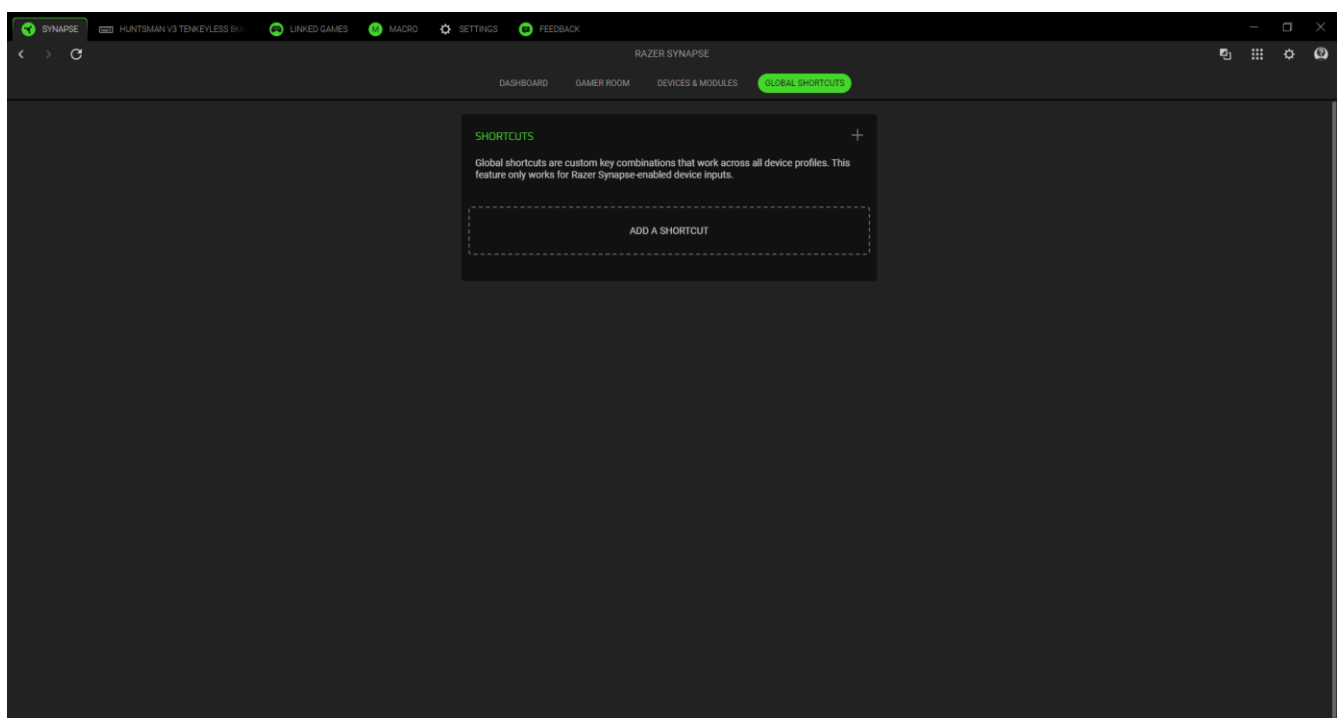 SYNAPSE HUNTSMAN V3 TENKEYLESS 8KH LINKED GAMES M MACRO SETTINGS FEEDBACK
RAZER SYNAPSE
DASHBOARD GAMER ROOM DEVICES & MODULES GLOBAL SHORTCUTS
SHORTCUTS
Global shortcuts are custom key combinations that work across all device profiles. This
feature only works for Razer Synapse-enabled device inputs.
ADD A SHORTCUT